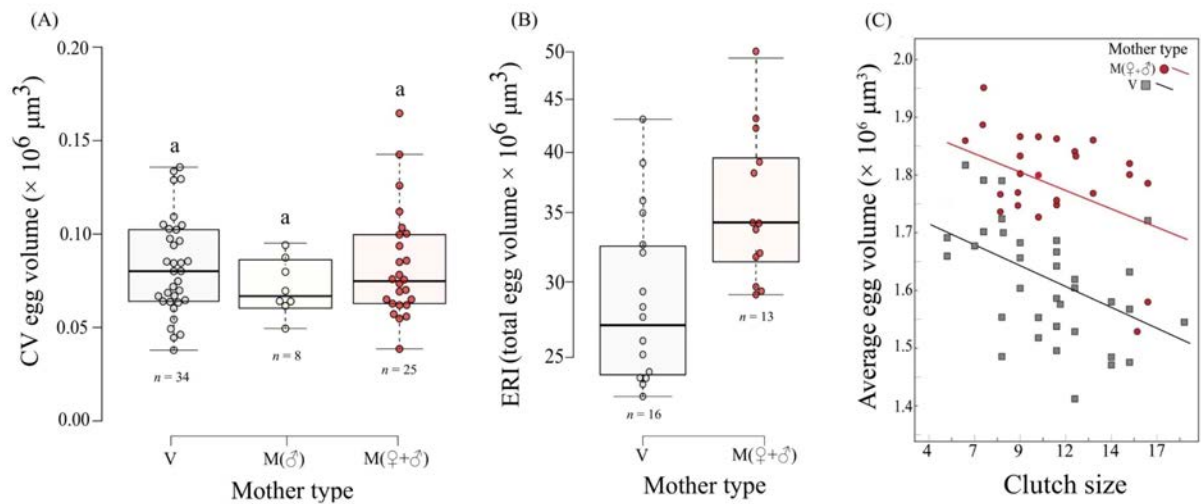 (A)
CV egg volume (× 10⁶ μm³)
0.20
0.15
0.10
0.05
0.00
a
a
a
n = 34
n = 8
n = 25
V
M(♂)
M(♀+♂)
Mother type
(B)
ERI (total egg volume × 10⁶ μm³)
50
45
40
35
30
25
n = 16
n = 13
V
M(♀+♂)
Mother type
(C)
Average egg volume (× 10⁶ μm³)
2.0
1.9
1.8
1.7
1.6
1.5
1.4
Mother type
M(♀+♂)
V
4 7 9 12 14 17
Clutch size